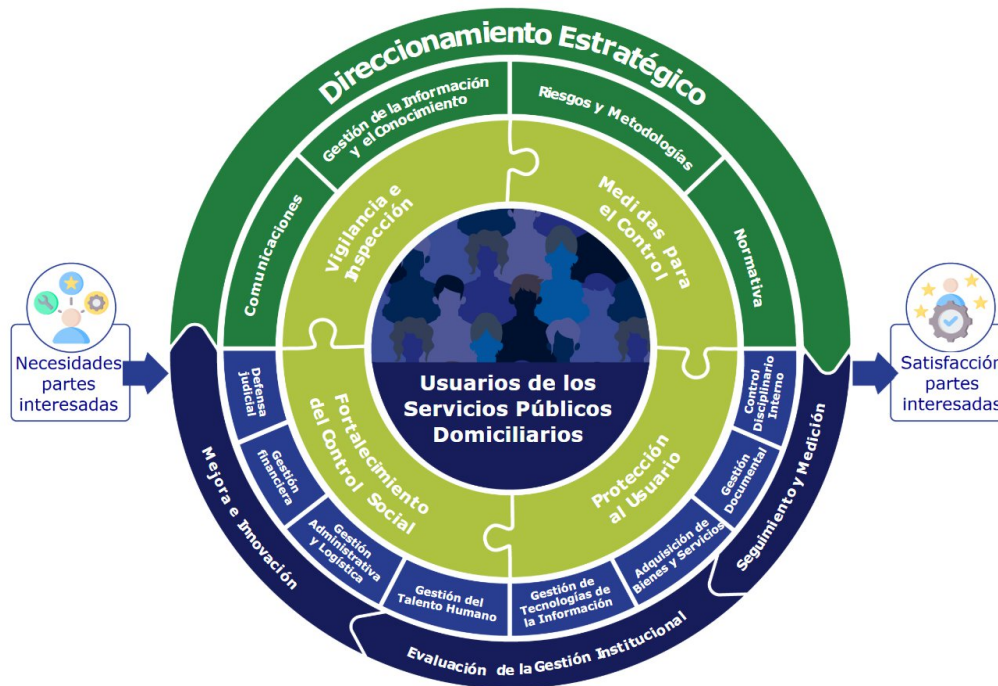 Direccionamiento Estratégico
Comunicaciones
Gestión de la Información
y el Conocimiento
Riesgos y Metodologías
Normativa
Vigilancia e
Inspección
Medidas para
el Control
Necesidades
partes
interesadas
Satisfacción
partes
interesadas
Usuarios de los
Servicios Públicos
Domiciliarios
Fortalecimiento
del Control Social
Protección
al Usuario
Defensa
judicial
Gestión
financiera
Gestión
Administrativa
y Logística
Gestión del
Talento Humano
Gestión de
Tecnologías de
la Información
Adquisición de
Bienes y Servicios
Gestión
Documental
Control
Disciplinario
Interno
Mejora e Innovación
Evaluación de la Gestión Institucional
Seguimiento y Medición